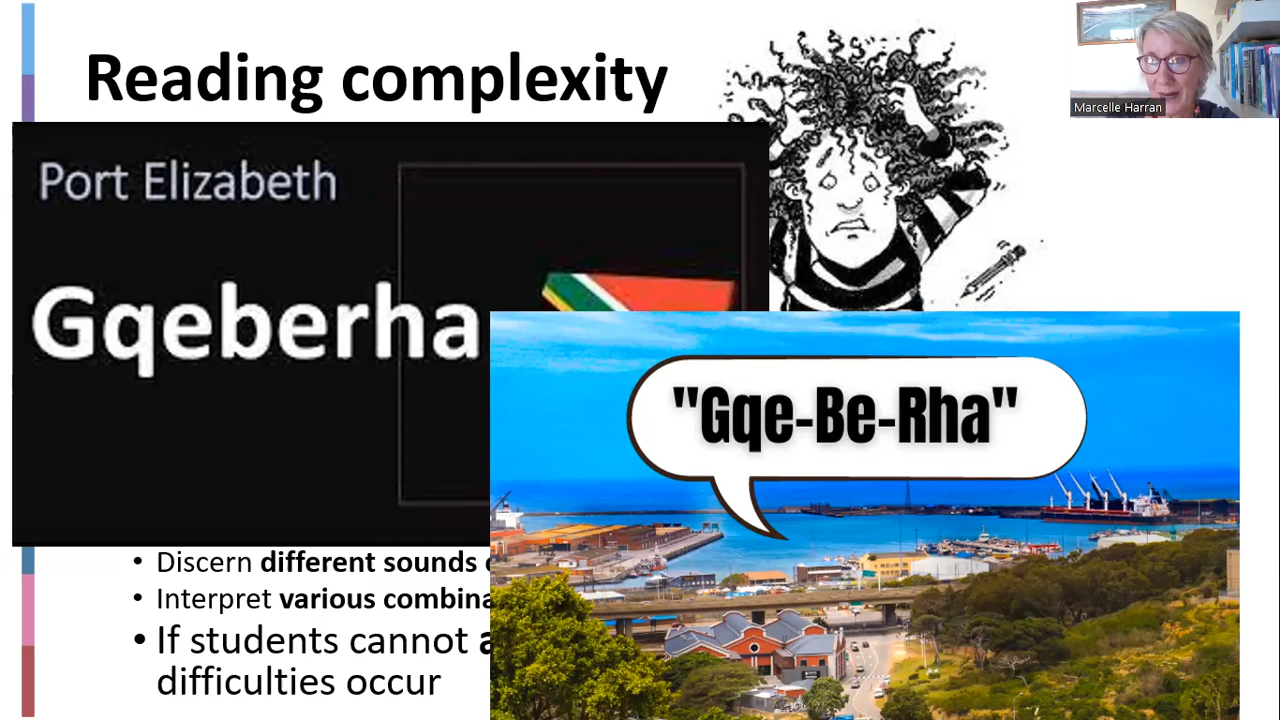 Reading complexity
Marcelle Harran
Port Elizabeth
Gqeberha
"Gqe-Be-Rha"
• Discern different sounds
• Interpret various
• If students cannot
difficulties occur